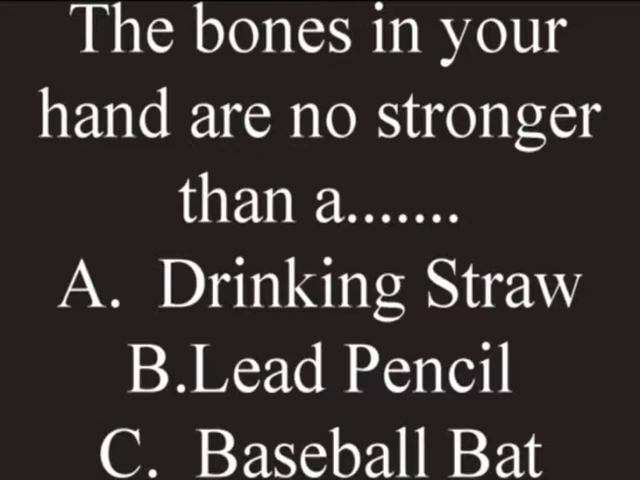 The bones in your
hand are no stronger
than a.......
A. Drinking Straw
B.Lead Pencil
C. Baseball Bat